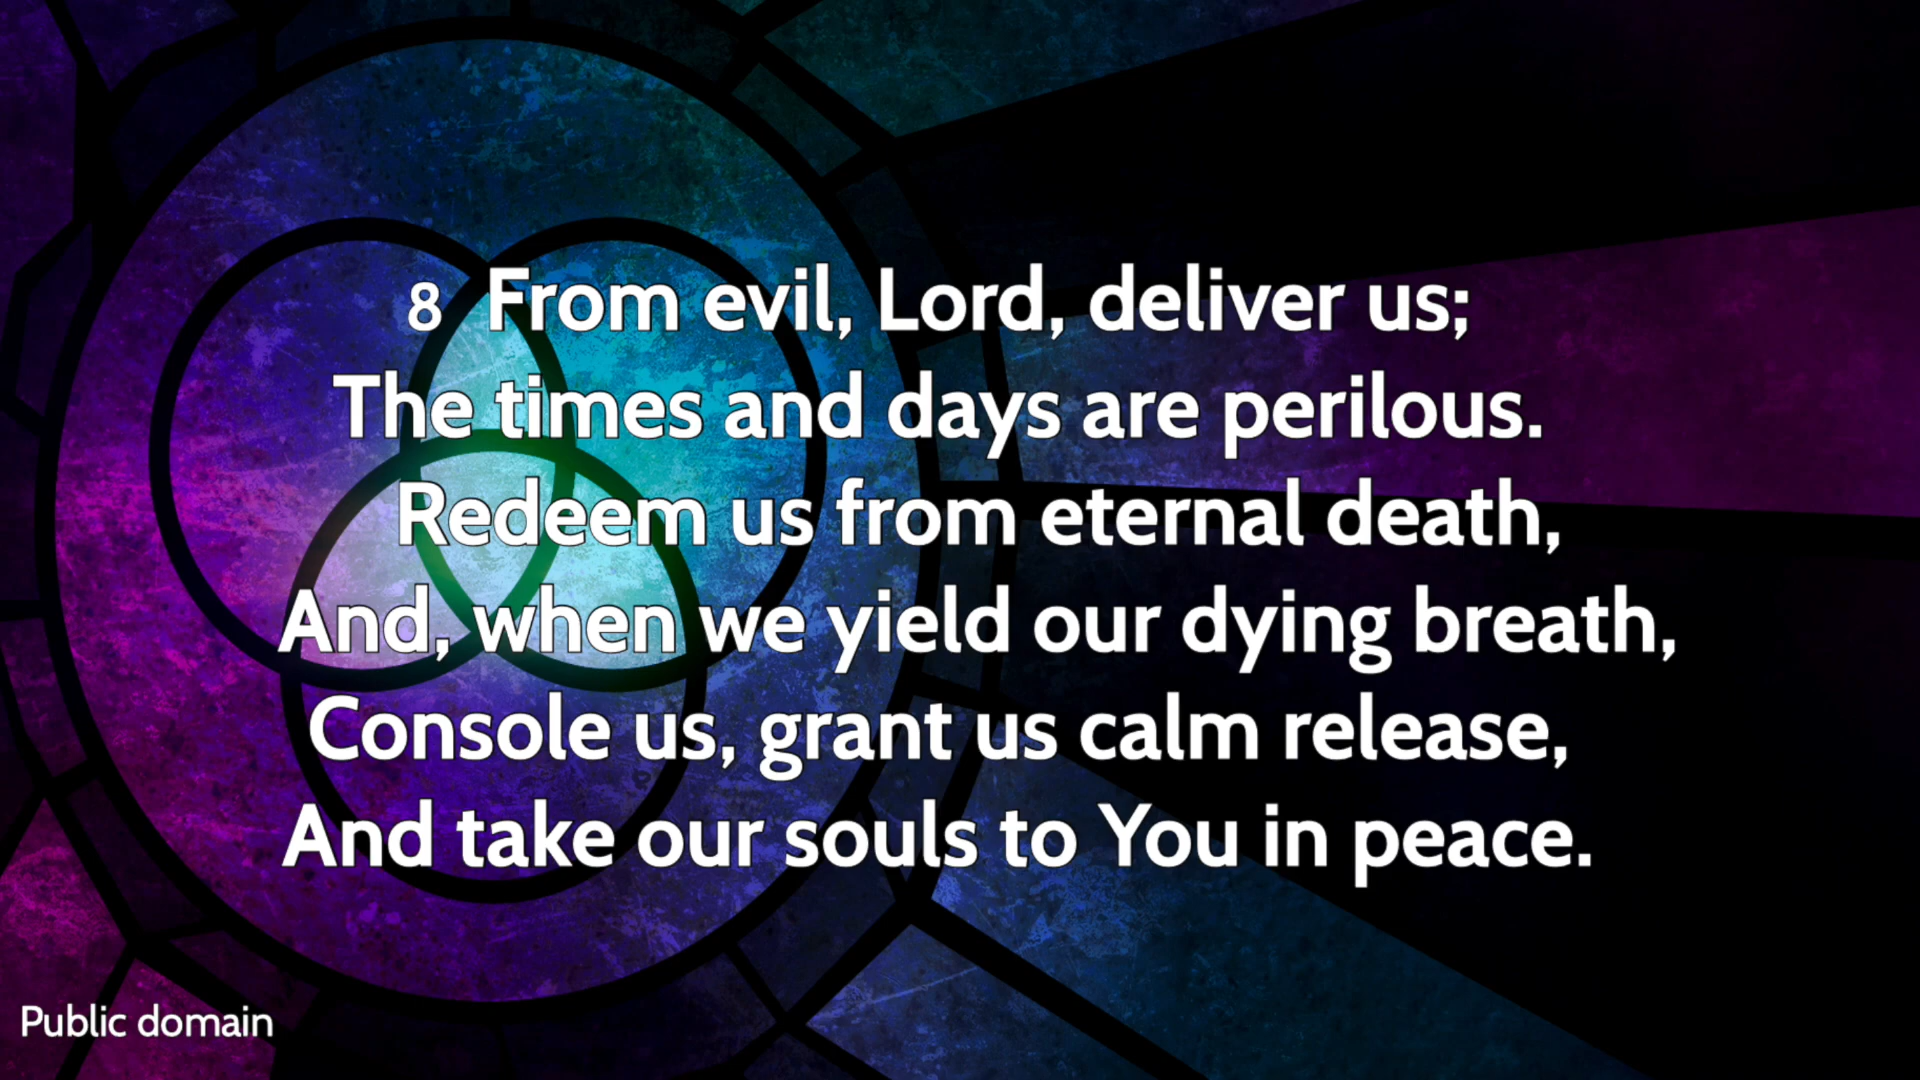 8 From evil, Lord, deliver us;
The times and days are perilous.
Redeem us from eternal death,
And, when we yield our dying breath,
Console us, grant us calm release,
And take our souls to You in peace.
Public domain